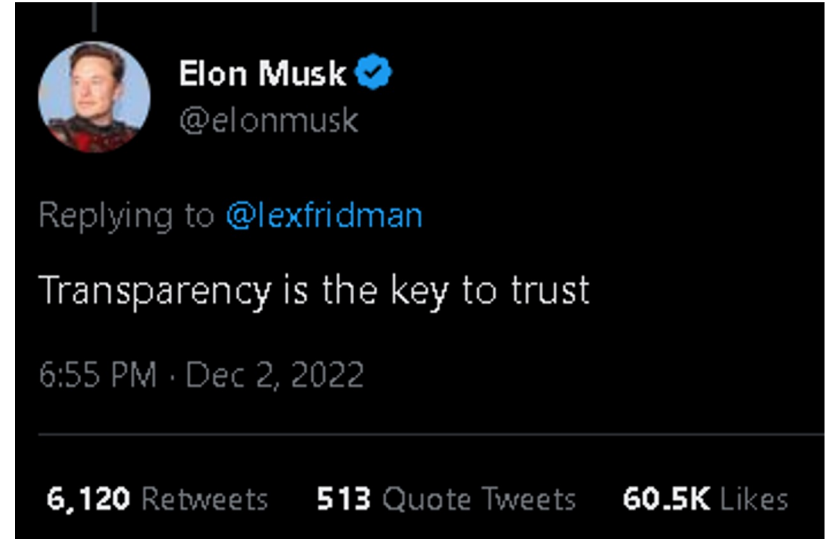 Elon Musk
@elonmusk
Replying to @lexfridman
Transparency is the key to trust
6:55 PM · Dec 2, 2022
6,120 Retweets 513 Quote Tweets 60.5K Likes